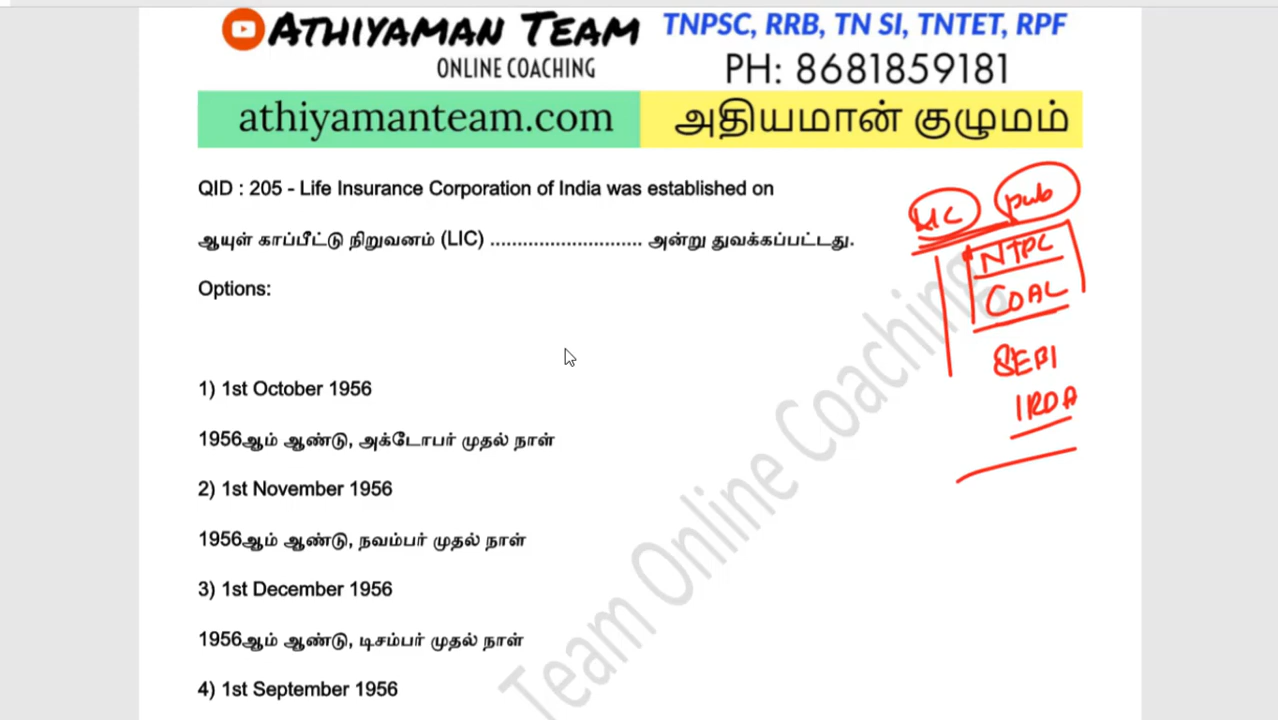 ATHIYAMAN TEAM
ONLINE COACHING
TNPSC, RRB, TN SI, TNTET, RPF
PH: 8681859181
athiyamanteam.com
அதியமான் குழுமம்
QID : 205 - Life Insurance Corporation of India was established on
ஆயுள் காப்பீட்டு நிறுவனம் (LIC) ............................ அன்று துவக்கப்பட்டது.
Options:
1) 1st October 1956
1956ஆம் ஆண்டு, அக்டோபர் முதல் நாள்
2) 1st November 1956
1956ஆம் ஆண்டு, நவம்பர் முதல் நாள்
3) 1st December 1956
1956ஆம் ஆண்டு, டிசம்பர் முதல் நாள்
4) 1st September 1956
LIC
pub
NTPC
COAL
SEBI
IRDA
Team Online Coaching